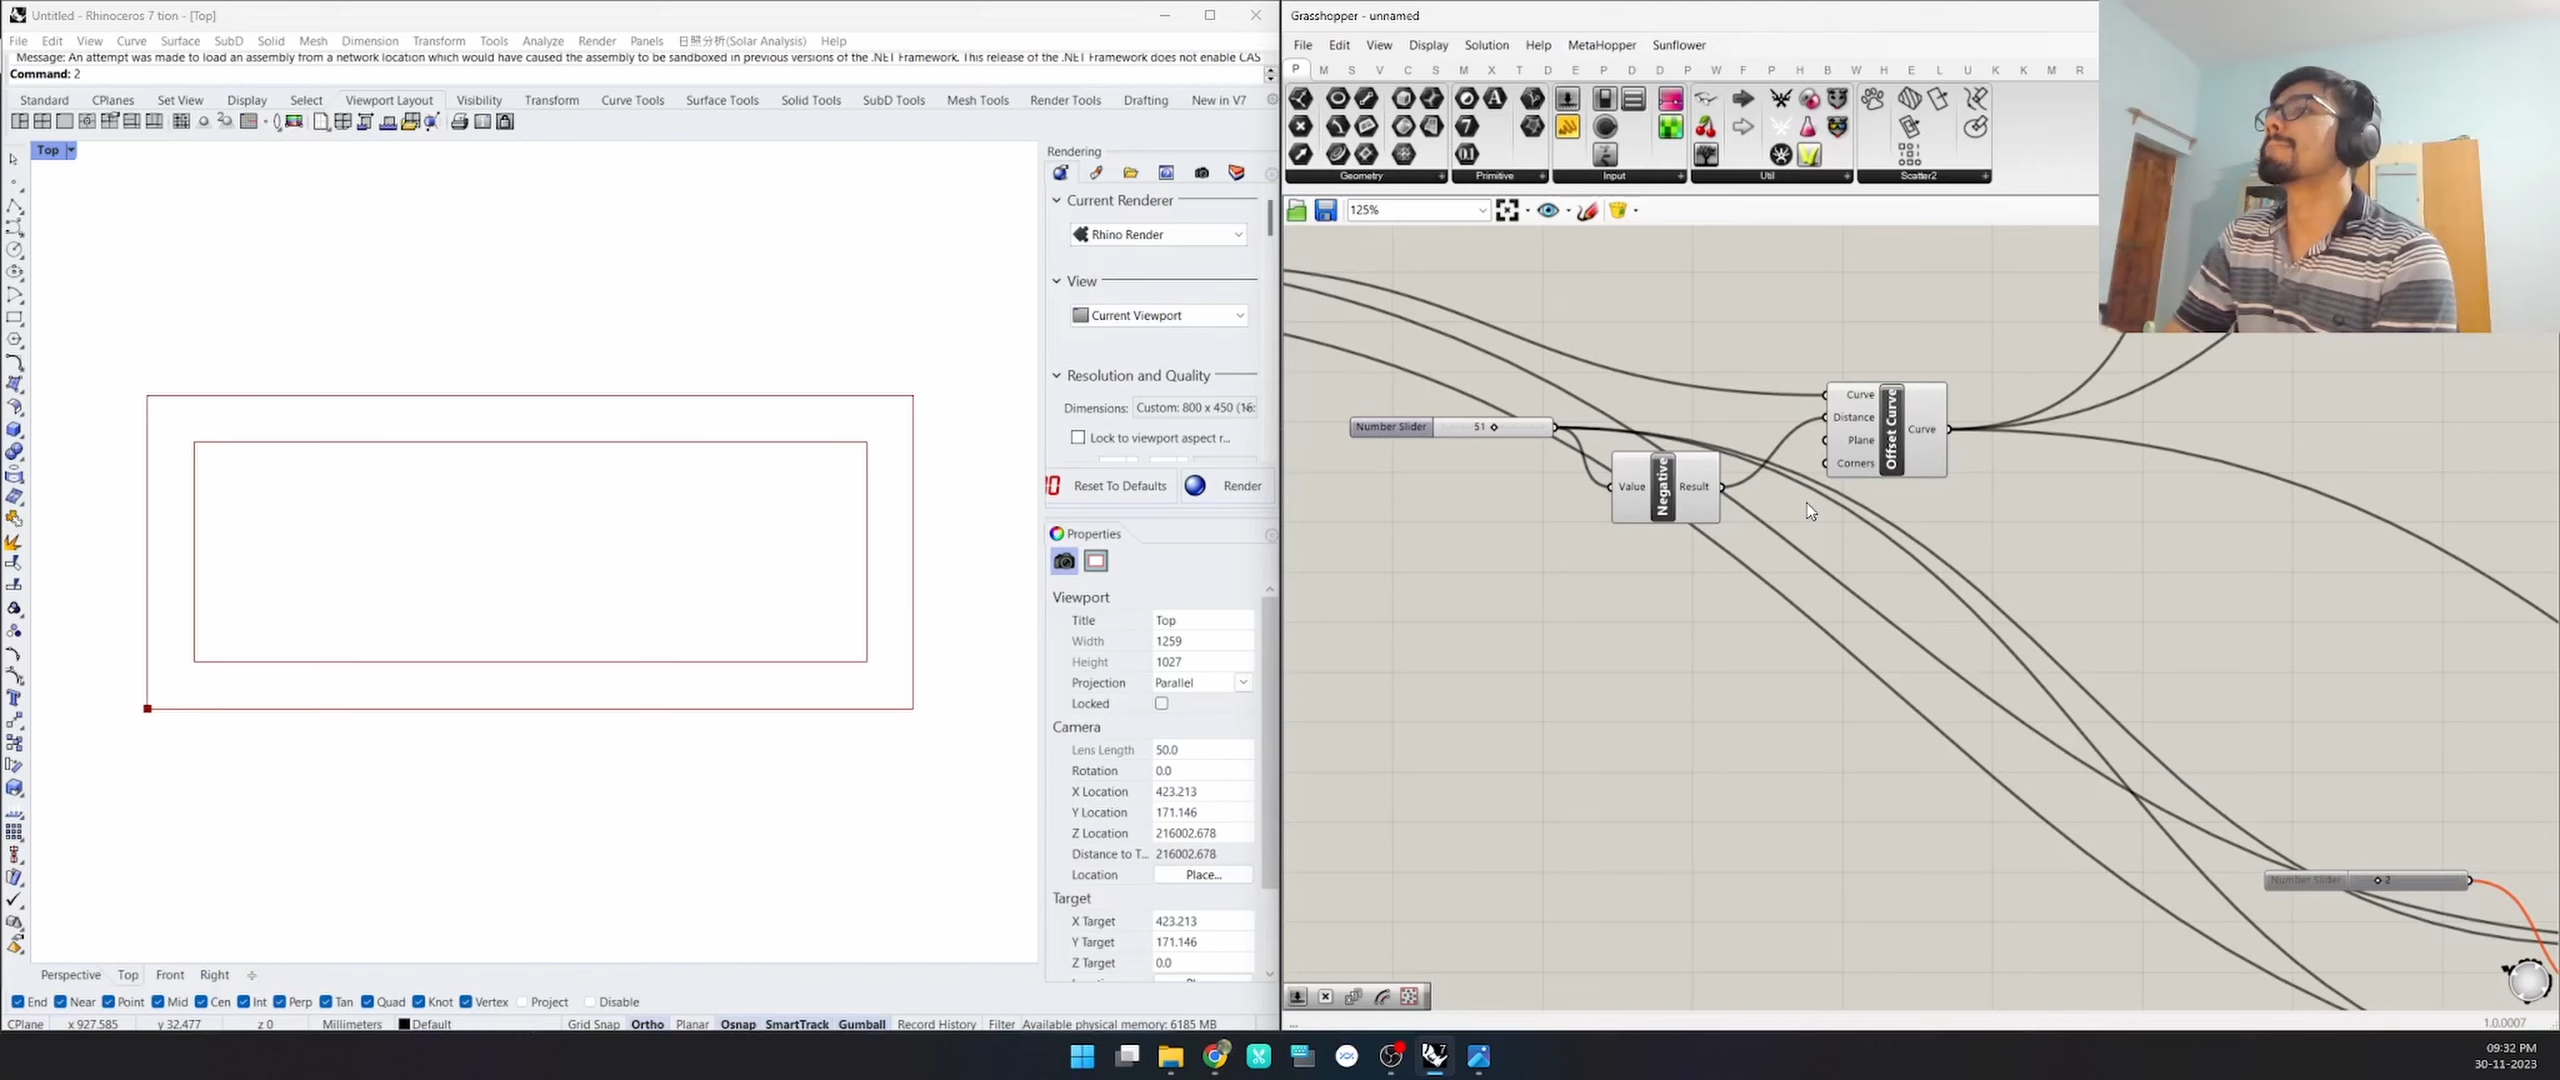 Untitled - Rhinoceros 7 tion - [Top]
File Edit View Curve Surface SubD Solid Mesh Dimension Transform Tools Analyze Render Panels 日照分析(Solar Analysis) Help
Message: An attempt was made to load an assembly from a network location which would have caused the assembly to be sandboxed in previous versions of the .NET Framework. This release of the .NET Framework does not enable CAS
Command: 2
Standard CPlanes Set View Display Select Viewport Layout Visibility Transform Curve Tools Surface Tools Solid Tools SubD Tools Mesh Tools Render Tools Drafting New in V7
Top
Rendering
Current Renderer
Rhino Render
View
Current Viewport
Resolution and Quality
Dimensions: Custom: 800 x 450 (16:
Lock to viewport aspect r...
Reset To Defaults Render
Properties
Viewport
Title Top
Width 1259
Height 1027
Projection Parallel
Locked
Camera
Lens Length 50.0
Rotation 0.0
X Location 423.213
Y Location 171.146
Z Location 216002.678
Distance to T... 216002.678
Location Place...
Target
X Target 423.213
Y Target 171.146
Z Target 0.0
Perspective Top Front Right
End Near Point Mid Cen Int Perp Tan Quad Knot Vertex Project Disable
CPlane x 927.585 y 32.477 z 0 Millimeters Default Grid Snap Ortho Planar Osnap SmartTrack Gumball Record History Filter Available physical memory: 6185 MB
Grasshopper - unnamed
File Edit View Display Solution Help MetaHopper Sunflower
P M S V C S M X T D E P D D P W F T P H B W H E L U K K M R
Geometry Primitive Input Util Scatter2
125%
Number Slider 51
Value Negative Result
Curve
Distance
Plane
Corners
Offset Curve
Curve
Number Slider 2
...
1.0.0007
09:32 PM
30-11-2023